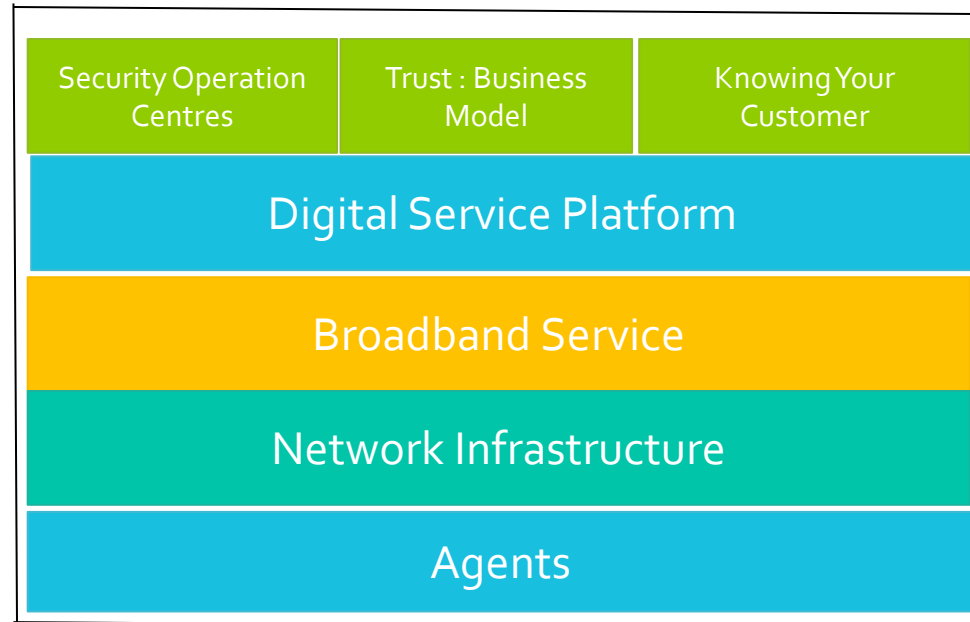 Security Operation
Centres
Trust : Business
Model
Knowing Your
Customer
Digital Service Platform
Broadband Service
Network Infrastructure
Agents